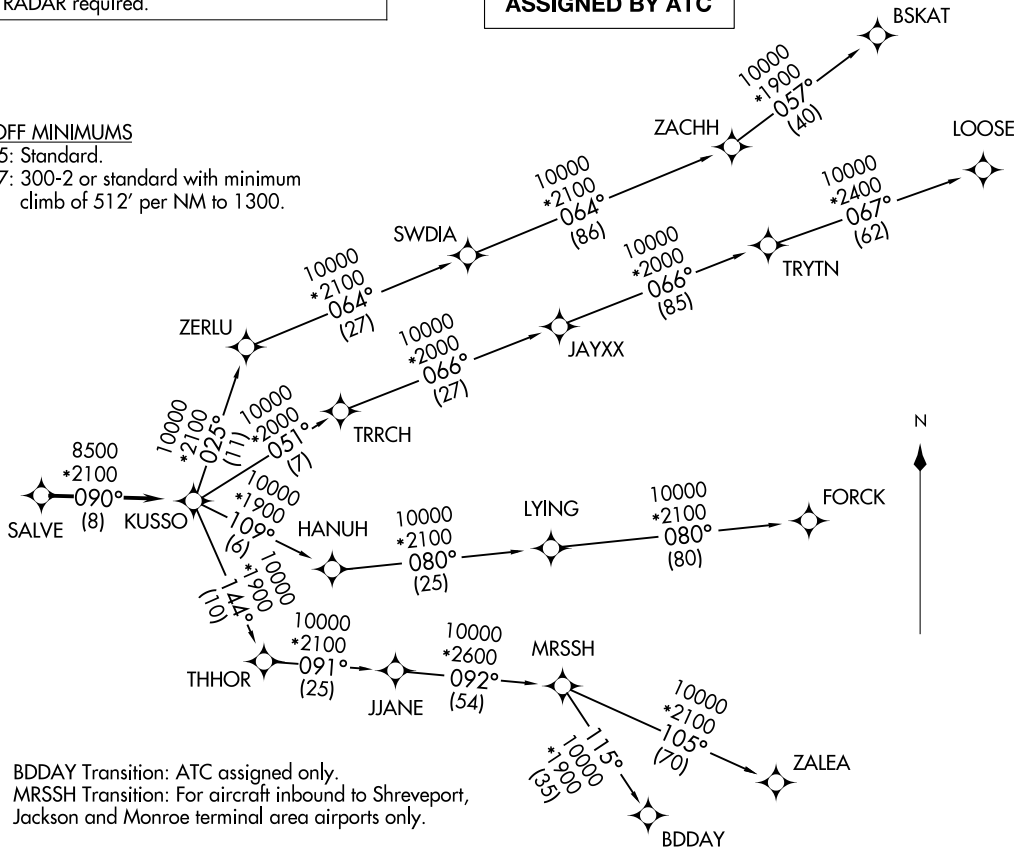 RADAR required.
ASSIGNED BY ATC
BSKAT
10000
*1900
057°
(40)
OFF MINIMUMS
5: Standard.
7: 300-2 or standard with minimum
climb of 512' per NM to 1300.
ZACHH
LOOSE
10000
*2100
064°
(86)
10000
*2400
067°
(62)
SWDIA
10000
*2100
064°
(27)
10000
*2000
066°
(85)
TRYTN
ZERLU
10000
*2000
066°
(27)
JAYXX
10000
*2100
025°
(11)
10000
*2000
051°
(7)
TRRCH
N
8500
*2100
090°
(8)
SALVE
KUSSO
10000
*1900
109°
(6)
HANUH
10000
*2100
080°
(25)
LYING
10000
*2100
080°
(80)
FORCK
10000
*1900
144°
(10)
THHOR
10000
*2100
091°
(25)
JJANE
10000
*2600
092°
(54)
MRSSH
10000
*2100
105°
(70)
ZALEA
115°
10000
*1900
(35)
BDDAY
BDDAY Transition: ATC assigned only.
MRSSH Transition: For aircraft inbound to Shreveport,
Jackson and Monroe terminal area airports only.